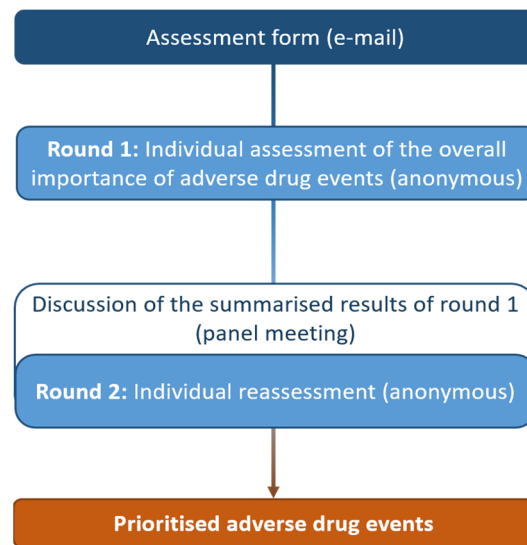 Assessment form (e-mail)
Round 1: Individual assessment of the overall
importance of adverse drug events (anonymous)
Discussion of the summarised results of round 1
(panel meeting)
Round 2: Individual reassessment (anonymous)
Prioritised adverse drug events